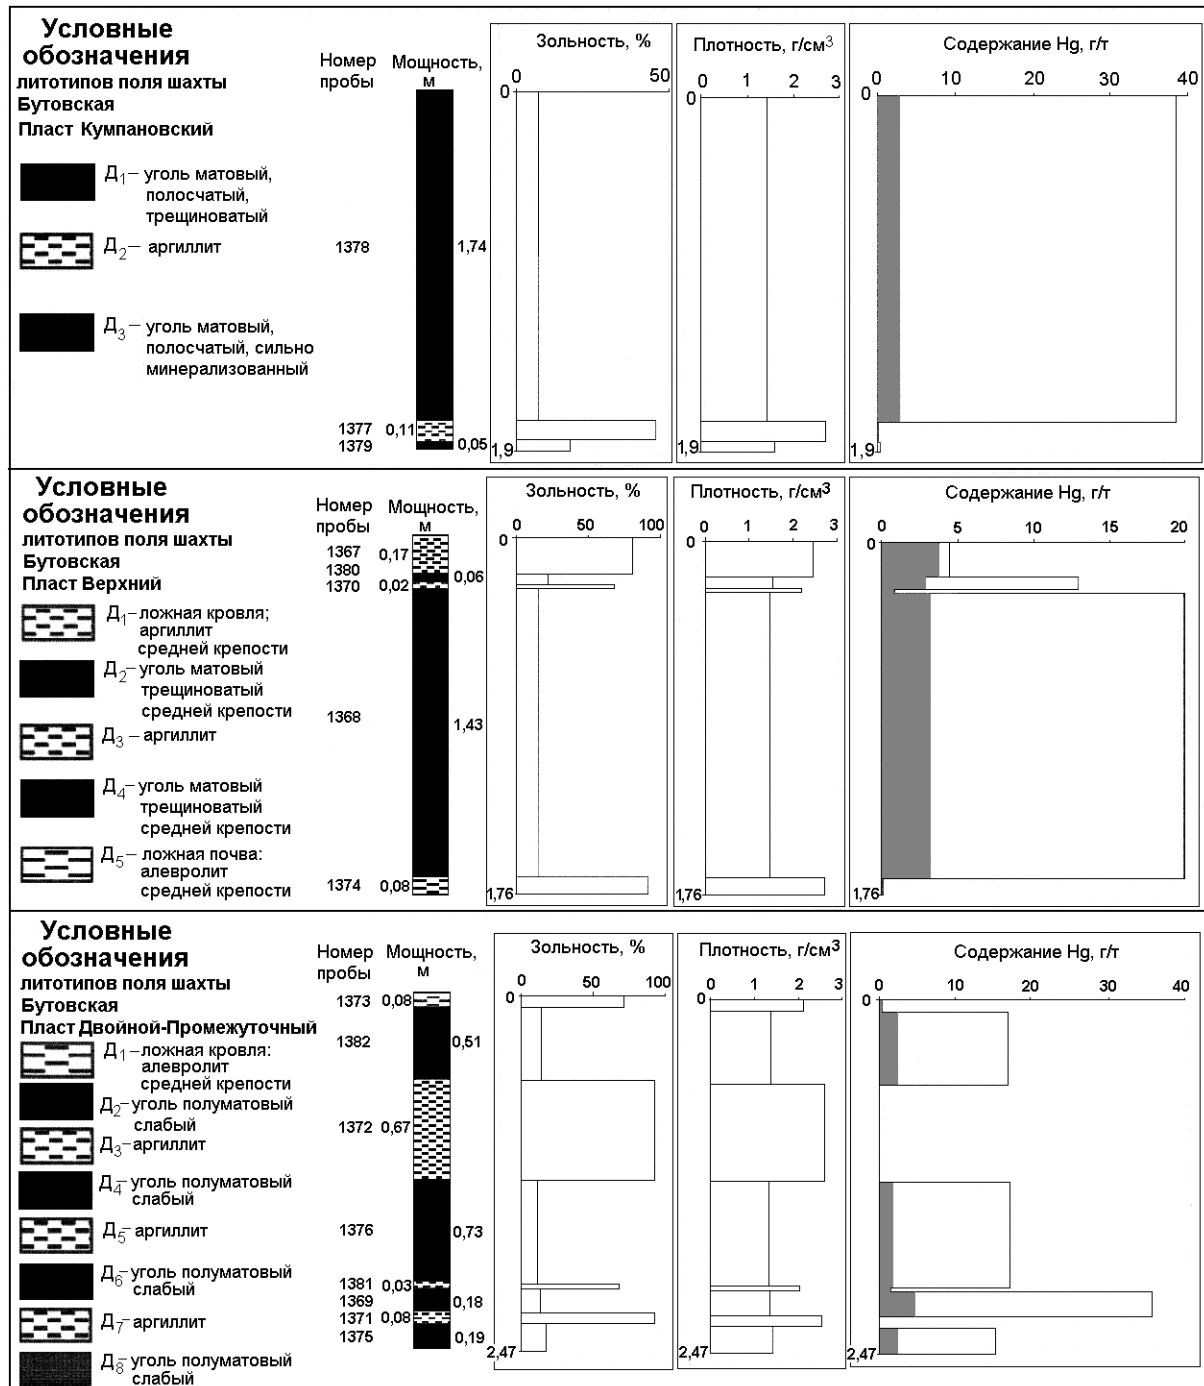 Условные
обозначения
литотипов поля шахты
Бутовская
Пласт Кумпановский
Д1– уголь матовый,
полосчатый,
трещиноватый
Д2– аргиллит
Д3– уголь матовый,
полосчатый, сильно
минерализованный
Номер
пробы
Мощность,
м
1378
1,74
1377
0,11
1379
0,05
Зольность, %
0
50
0
1,9
Плотность, г/см3
0
1
2
3
0
1,9
Содержание Hg, г/т
0
10
20
30
40
0
1,9
Условные
обозначения
литотипов поля шахты
Бутовская
Пласт Верхний
Д1–ложная кровля;
аргиллит
средней крепости
Д2–уголь матовый
трещиноватый
средней крепости
Д3– аргиллит
Д4–уголь матовый
трещиноватый
средней крепости
Д5–ложная почва:
алевролит
средней крепости
Номер
пробы
Мощность,
м
1367
0,17
1380
0,06
1370
0,02
1368
1,43
1374
0,08
Зольность, %
0
50
100
0
1,76
Плотность, г/см3
0
1
2
3
0
1,76
Содержание Hg, г/т
0
5
10
15
20
0
1,76
Условные
обозначения
литотипов поля шахты
Бутовская
Пласт Двойной-Промежуточный
Д1–ложная кровля:
алевролит
средней крепости
Д2–уголь полуматовый
слабый
Д3–аргиллит
Д4–уголь полуматовый
слабый
Д5–аргиллит
Д6–уголь полуматовый
слабый
Д7–аргиллит
Д8–уголь полуматовый
слабый
Номер
пробы
Мощность,
м
1373
0,08
1382
0,51
1372
0,67
1376
0,73
1381
0,03
1369
0,18
1371
0,08
1375
0,19
Зольность, %
0
50
100
0
2,47
Плотность, г/см3
0
1
2
3
0
2,47
Содержание Hg, г/т
0
10
20
30
40
0
2,47